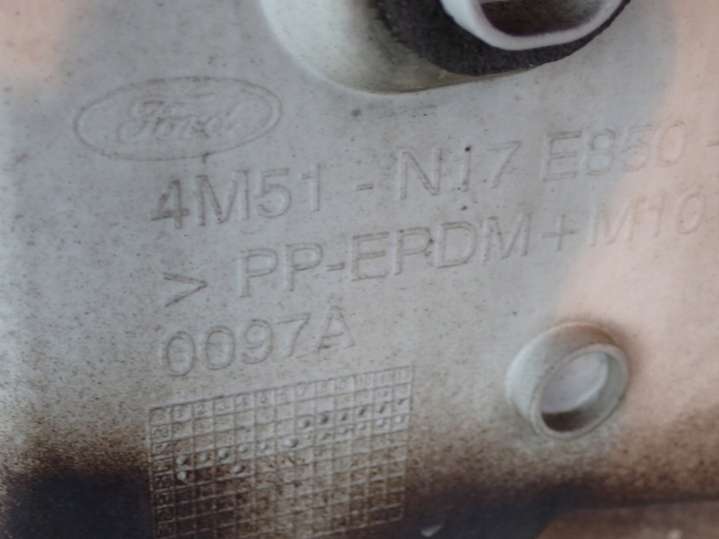 Ford
4M51 - N17 E850 -
> PP-EPDM + M10
0097A